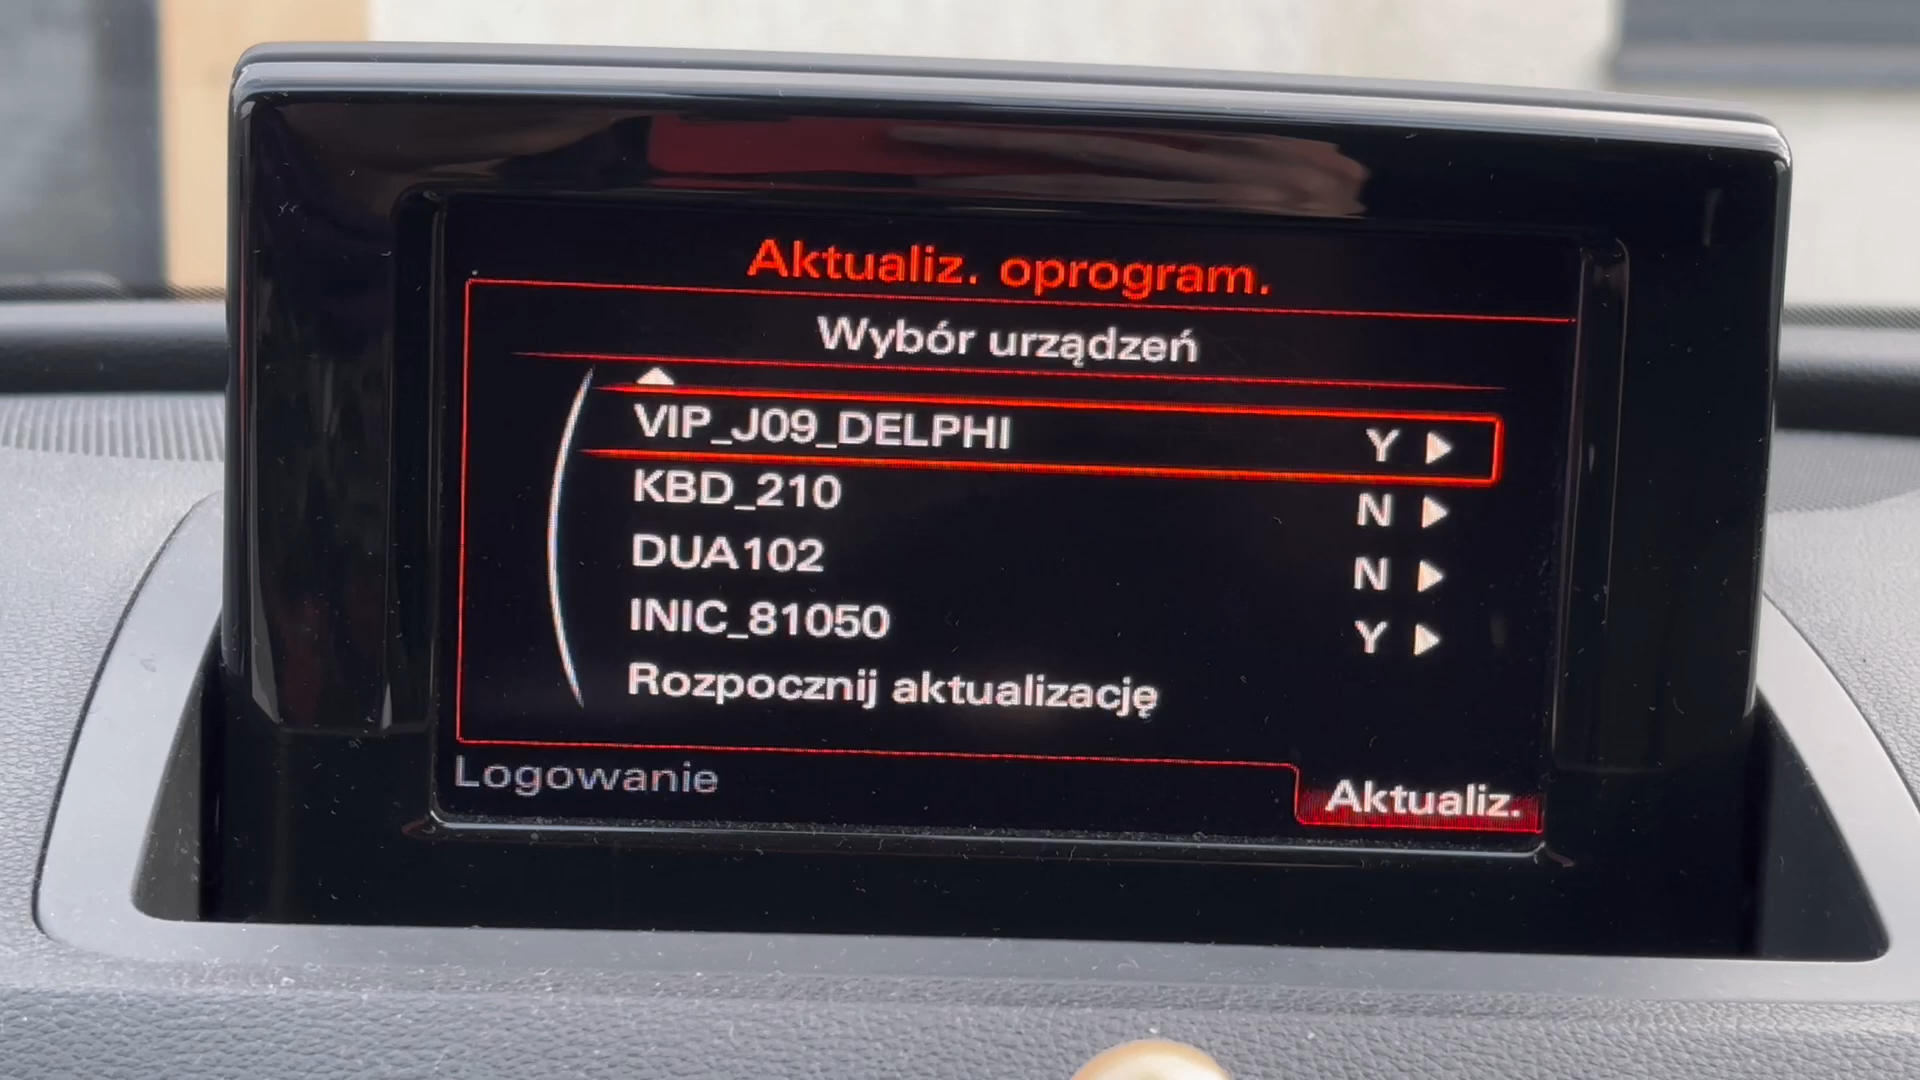 Aktualiz. oprogram.
Wybór urządzeń
VIP_J09_DELPHI Y
KBD_210 N
DUA102 N
INIC_81050 Y
Rozpocznij aktualizację
Logowanie
Aktualiz.